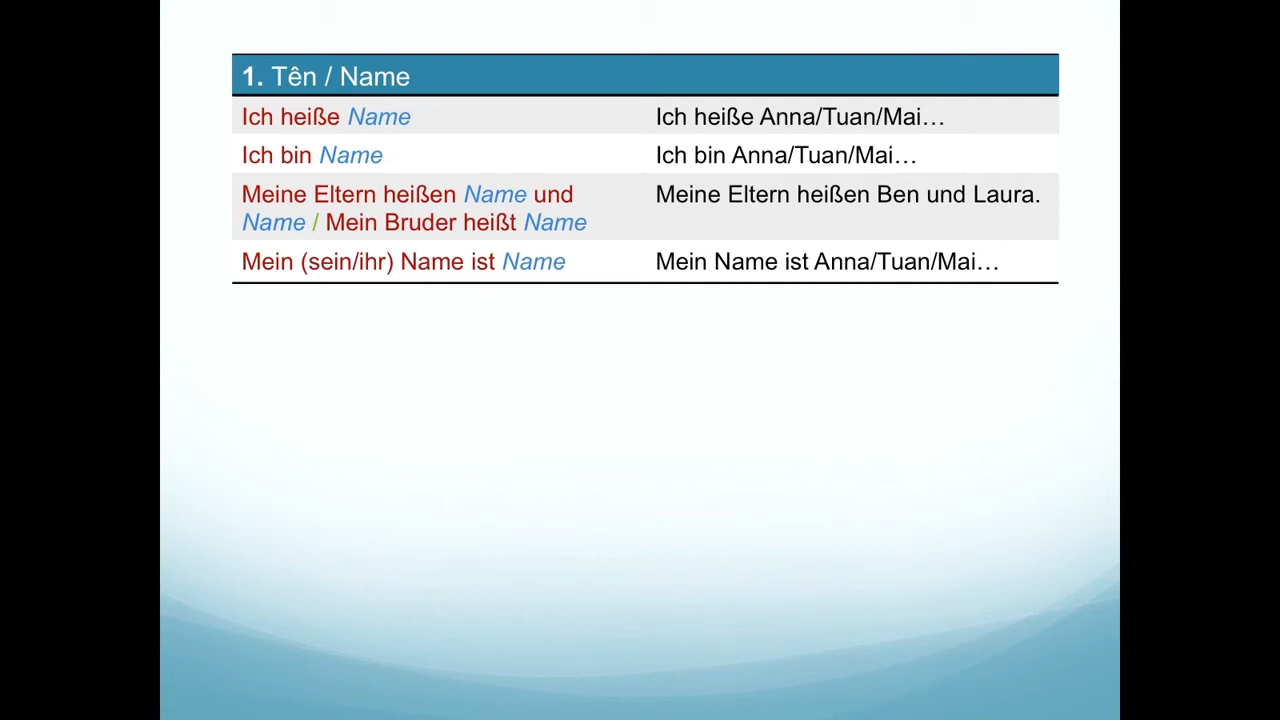 1. Tên / Name
Ich heiße Name
Ich heiße Anna/Tuan/Mai…
Ich bin Name
Ich bin Anna/Tuan/Mai…
Meine Eltern heißen Name und
Name / Mein Bruder heißt Name
Meine Eltern heißen Ben und Laura.
Mein (sein/ihr) Name ist Name
Mein Name ist Anna/Tuan/Mai…